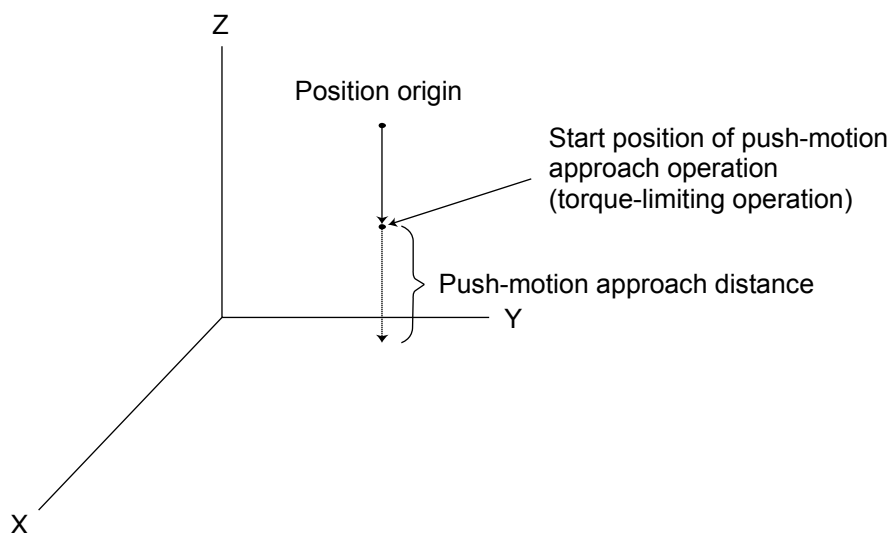 Z
Position origin
Start position of push-motion
approach operation
(torque-limiting operation)
Push-motion approach distance
Y
X